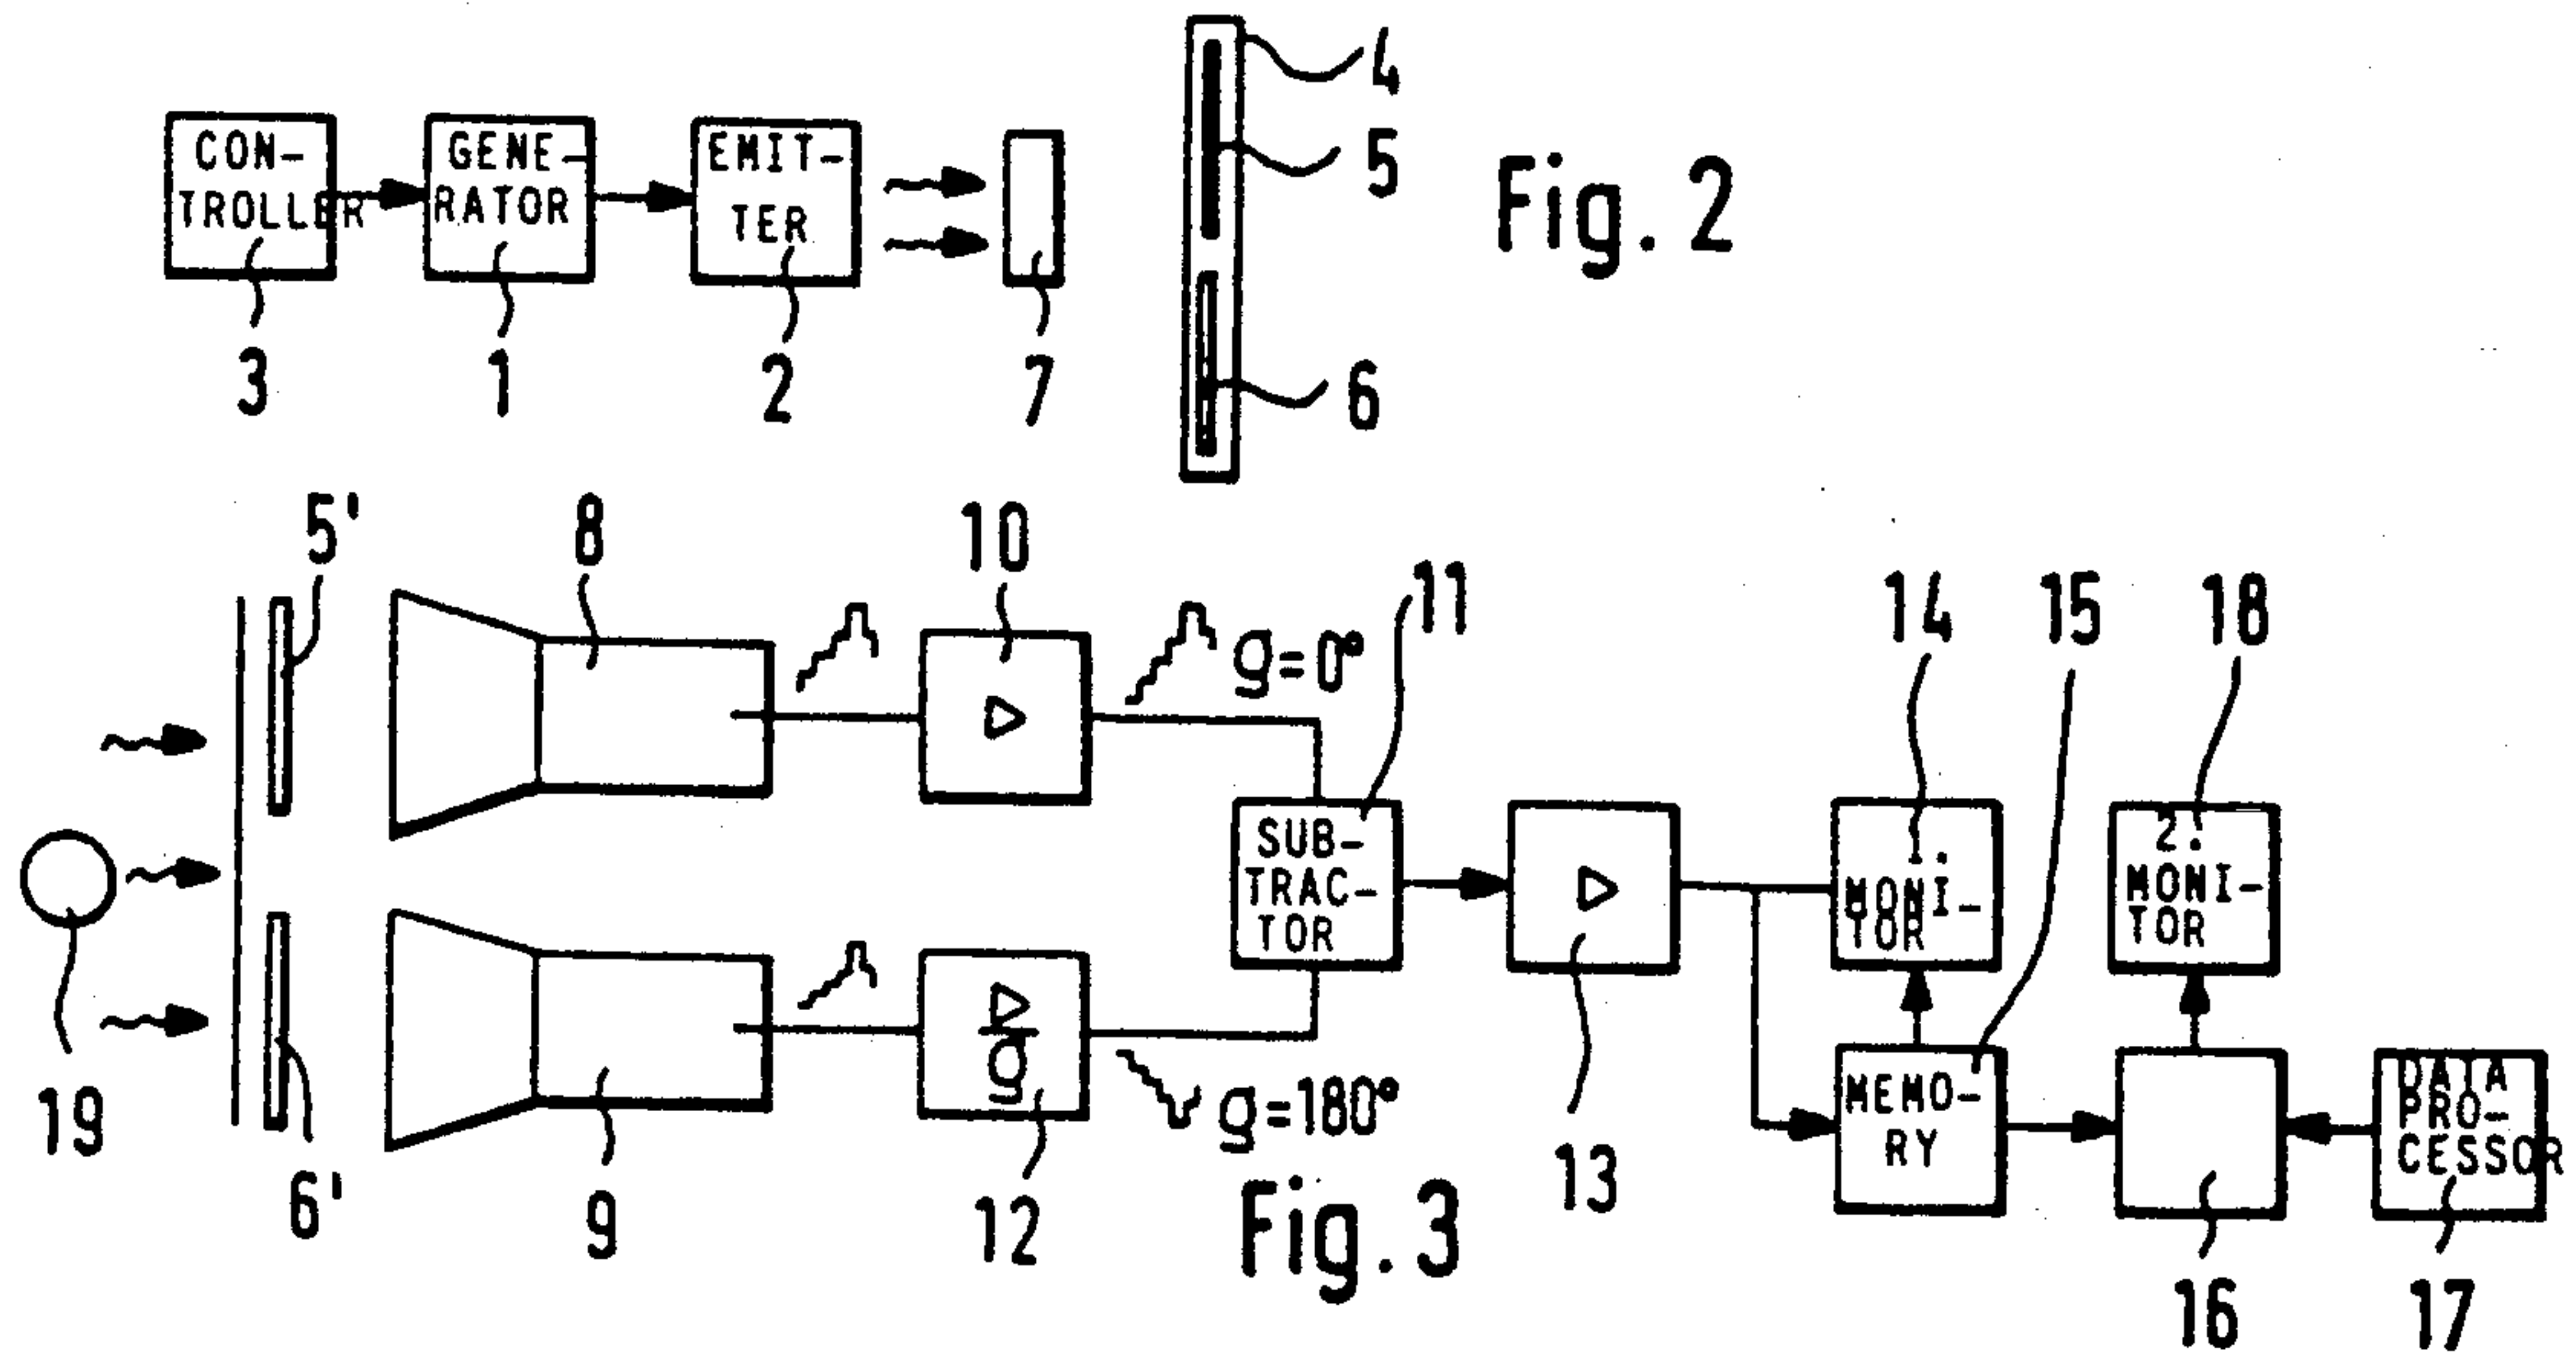 4
CON-
TROLLER
GENE-
RATOR
EMIT-
TER
5
Fig. 2
3
1
2
7
6
5'
8
10
11
14
15
18
g=0°
SUB-
TRAC-
TOR
1.
MONI-
TOR
2.
MONI-
TOR
19
g
g=180°
MEMO-
RY
DATA
PRO-
CESSOR
6'
9
12
Fig. 3
13
16
17